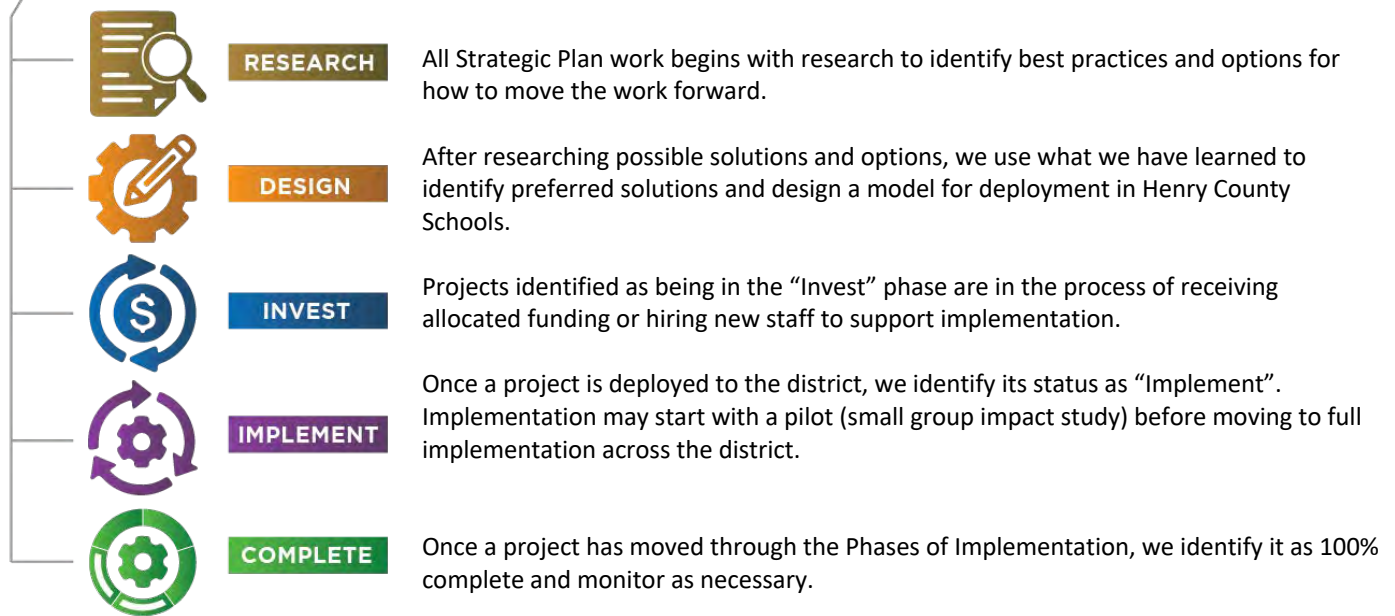 RESEARCH
All Strategic Plan work begins with research to identify best practices and options for
how to move the work forward.
DESIGN
After researching possible solutions and options, we use what we have learned to
identify preferred solutions and design a model for deployment in Henry County
Schools.
INVEST
Projects identified as being in the “Invest” phase are in the process of receiving
allocated funding or hiring new staff to support implementation.
IMPLEMENT
Once a project is deployed to the district, we identify its status as “Implement”.
Implementation may start with a pilot (small group impact study) before moving to full
implementation across the district.
COMPLETE
Once a project has moved through the Phases of Implementation, we identify it as 100%
complete and monitor as necessary.
$